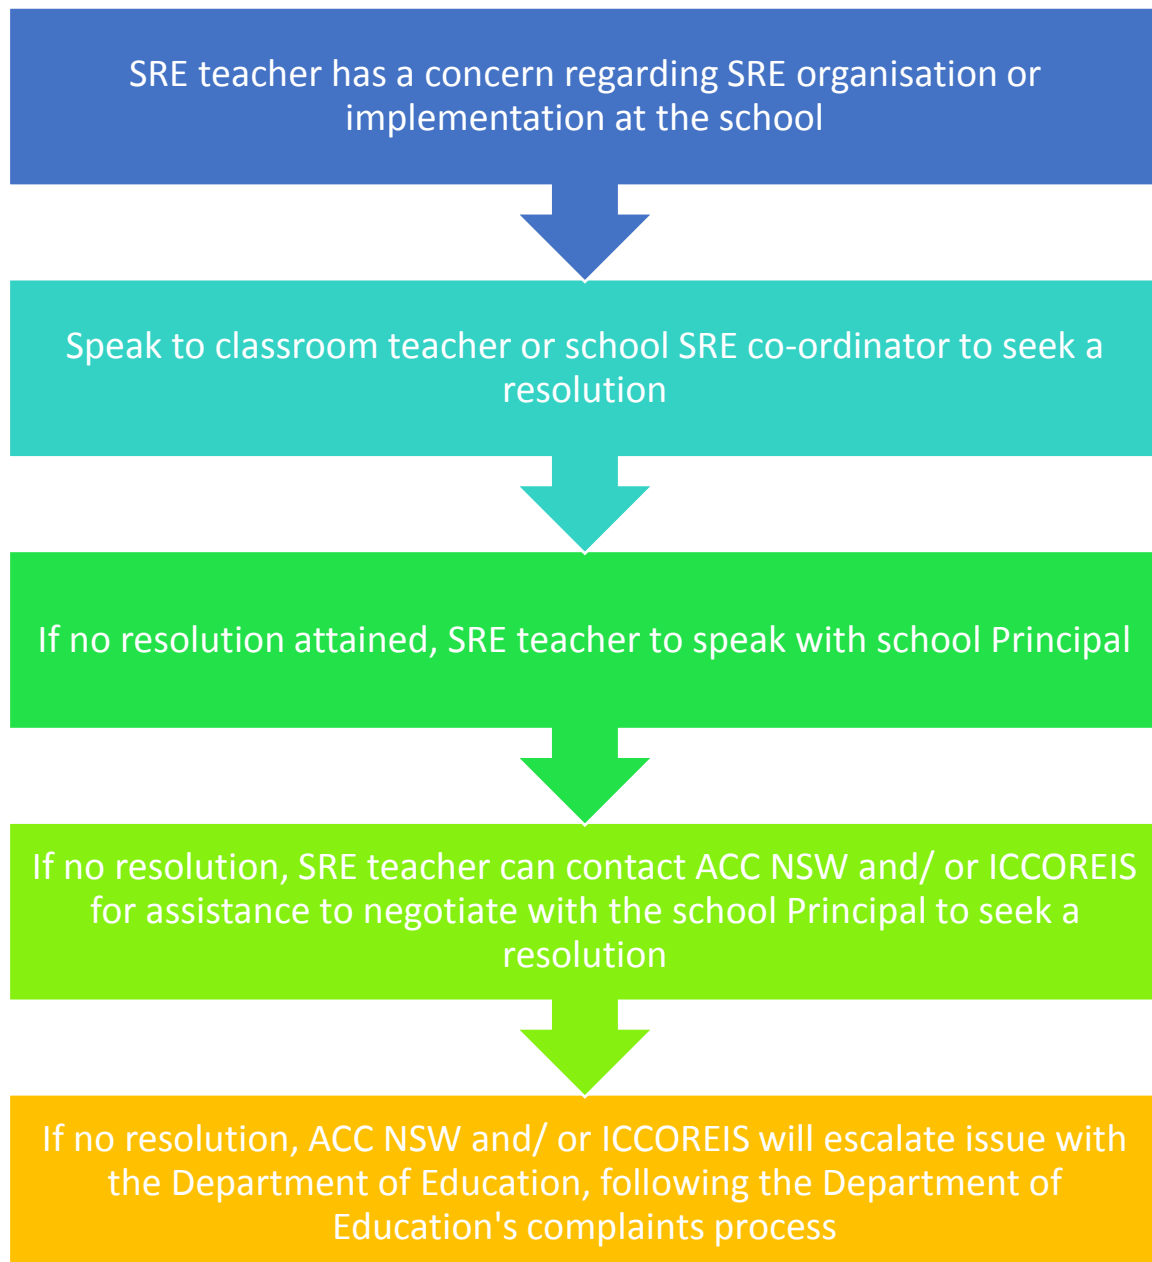 SRE teacher has a concern regarding SRE organisation or
implementation at the school
Speak to classroom teacher or school SRE co-ordinator to seek a
resolution
If no resolution attained, SRE teacher to speak with school Principal
If no resolution, SRE teacher can contact ACC NSW and/ or ICCOREIS
for assistance to negotiate with the school Principal to seek a
resolution
If no resolution, ACC NSW and/ or ICCOREIS will escalate issue with
the Department of Education, following the Department of
Education's complaints process